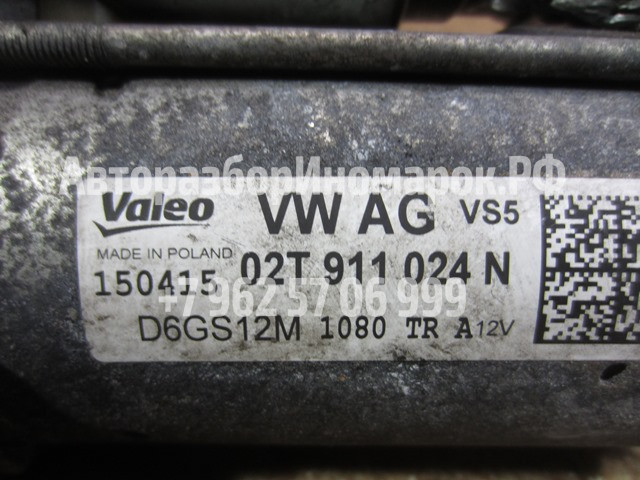 АвторазборИномарок.РФ
Valeo VW AG VS5
MADE IN POLAND
150415 02T 911 024 N
+7 962 57 06 999
D6GS12M 1080 TR A 12V